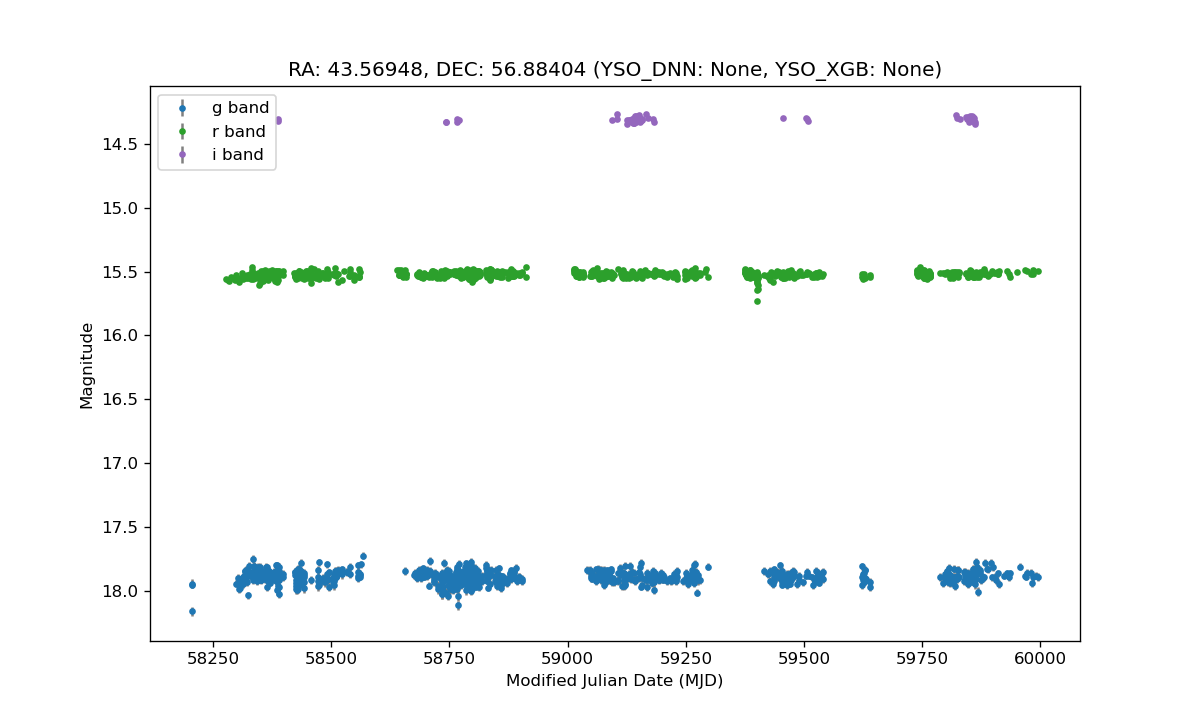 RA: 43.56948, DEC: 56.88404 (YSO_DNN: None, YSO_XGB: None)
g band
r band
i band
14.5
15.0
15.5
16.0
16.5
17.0
17.5
18.0
Magnitude
58250 58500 58750 59000 59250 59500 59750 60000
Modified Julian Date (MJD)